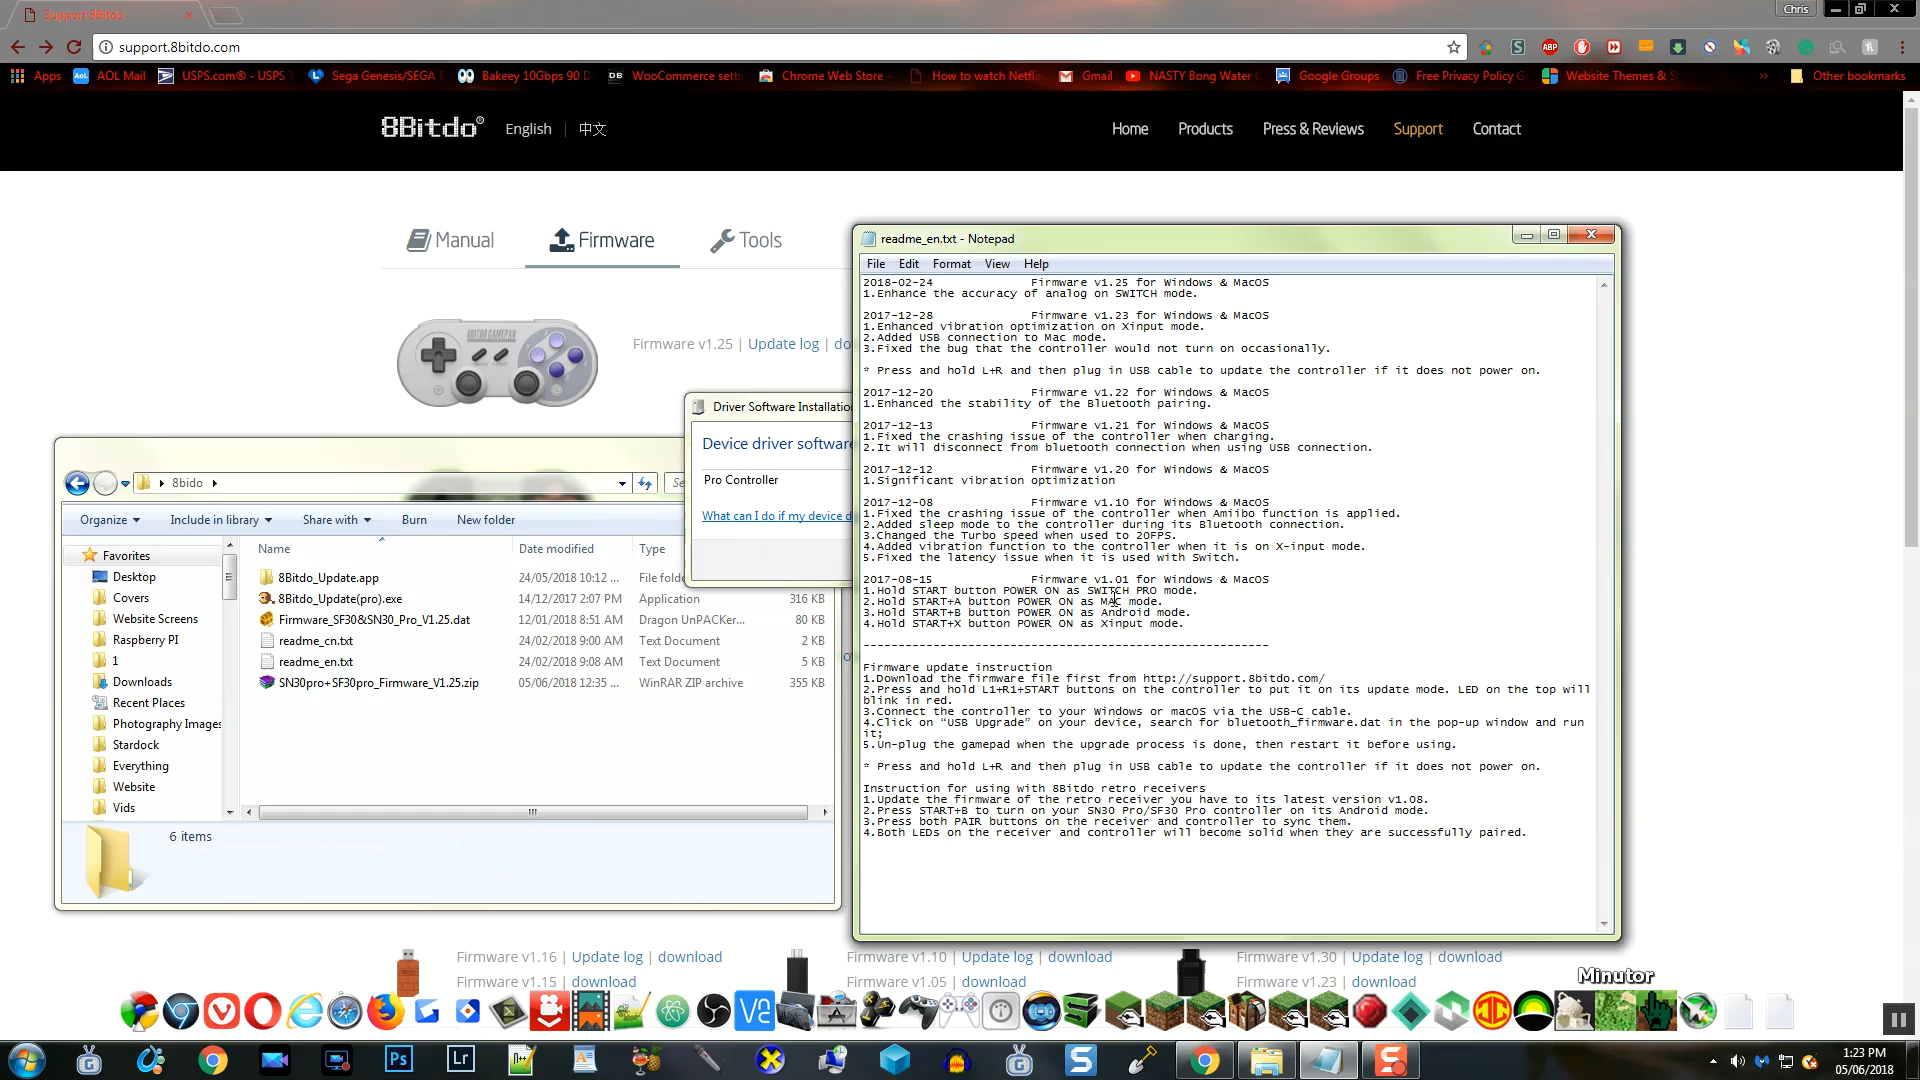 Support 8Bitdo
Chris
support.8bitdo.com
Apps
AOL Mail
USPS.com® - USPS
Sega Genesis/SEGA
Bakeey 10Gbps 90 D
WooCommerce sett
Chrome Web Store -
How to watch Netfli
Gmail
NASTY Bong Water
Google Groups
Free Privacy Policy G
Website Themes & S
»
Other bookmarks
8Bitdo®
English | 中文
Home
Products
Press & Reviews
Support
Contact
Manual
Firmware
Tools
Firmware v1.25 | Update log | do
Driver Software Installation
Device driver software
Pro Controller
What can I do if my device d
8bido
Se
Organize
Include in library
Share with
Burn
New folder
Favorites
Desktop
Covers
Website Screens
Raspberry PI
1
Downloads
Recent Places
Photography Images
Stardock
Everything
Website
Vids
Name
Date modified
Type
8Bitdo_Update.app 24/05/2018 10:12 ... File folde
8Bitdo_Update(pro).exe 14/12/2017 2:07 PM Application 316 KB
Firmware_SF30&SN30_Pro_V1.25.dat 12/01/2018 8:51 AM Dragon UnPACKer... 80 KB
readme_cn.txt 24/02/2018 9:00 AM Text Document 2 KB
readme_en.txt 24/02/2018 9:08 AM Text Document 5 KB
SN30pro+SF30pro_Firmware_V1.25.zip 05/06/2018 12:35 ... WinRAR ZIP archive 355 KB
6 items
readme_en.txt - Notepad
File Edit Format View Help
2018-02-24 Firmware v1.25 for Windows & MacOS
1.Enhance the accuracy of analog on SWITCH mode.
2017-12-28 Firmware v1.23 for Windows & MacOS
1.Enhanced vibration optimization on Xinput mode.
2.Added USB connection to Mac mode.
3.Fixed the bug that the controller would not turn on occasionally.
* Press and hold L+R and then plug in USB cable to update the controller if it does not power on.
2017-12-20 Firmware v1.22 for Windows & MacOS
1.Enhanced the stability of the Bluetooth pairing.
2017-12-13 Firmware v1.21 for Windows & MacOS
1.Fixed the crashing issue of the controller when charging.
2.It will disconnect from bluetooth connection when using USB connection.
2017-12-12 Firmware v1.20 for Windows & MacOS
1.Significant vibration optimization
2017-12-08 Firmware v1.10 for Windows & MacOS
1.Fixed the crashing issue of the controller when Amiibo function is applied.
2.Added sleep mode to the controller during its Bluetooth connection.
3.Changed the Turbo speed when used to 20FPS.
4.Added vibration function to the controller when it is on X-input mode.
5.Fixed the latency issue when it is used with Switch.
2017-08-15 Firmware v1.01 for Windows & MacOS
1.Hold START button POWER ON as SWITCH PRO mode.
2.Hold START+A button POWER ON as MAC mode.
3.Hold START+B button POWER ON as Android mode.
4.Hold START+X button POWER ON as Xinput mode.
----------------------------------------------------------
Firmware update instruction
1.Download the firmware file first from http://support.8bitdo.com/
2.Press and hold L1+R1+START buttons on the controller to put it on its update mode. LED on the top will
blink in red.
3.Connect the controller to your Windows or macOS via the USB-C cable.
4.Click on “USB Upgrade” on your device, search for bluetooth_firmware.dat in the pop-up window and run
it;
5.Un-plug the gamepad when the upgrade process is done, then restart it before using.
* Press and hold L+R and then plug in USB cable to update the controller if it does not power on.
Instruction for using with 8Bitdo retro receivers
1.Update the firmware of the retro receiver you have to its latest version v1.08.
2.Press START+B to turn on your SN30 Pro/SF30 Pro controller on its Android mode.
3.Press both PAIR buttons on the receiver and controller to sync them.
4.Both LEDs on the receiver and controller will become solid when they are successfully paired.
Firmware v1.16 | Update log | download
Firmware v1.15 | download
Firmware v1.10 | Update log | download
Firmware v1.05 | download
Firmware v1.30 | Update log | download
Firmware v1.23 | download
Minutor
1:23 PM
05/06/2018